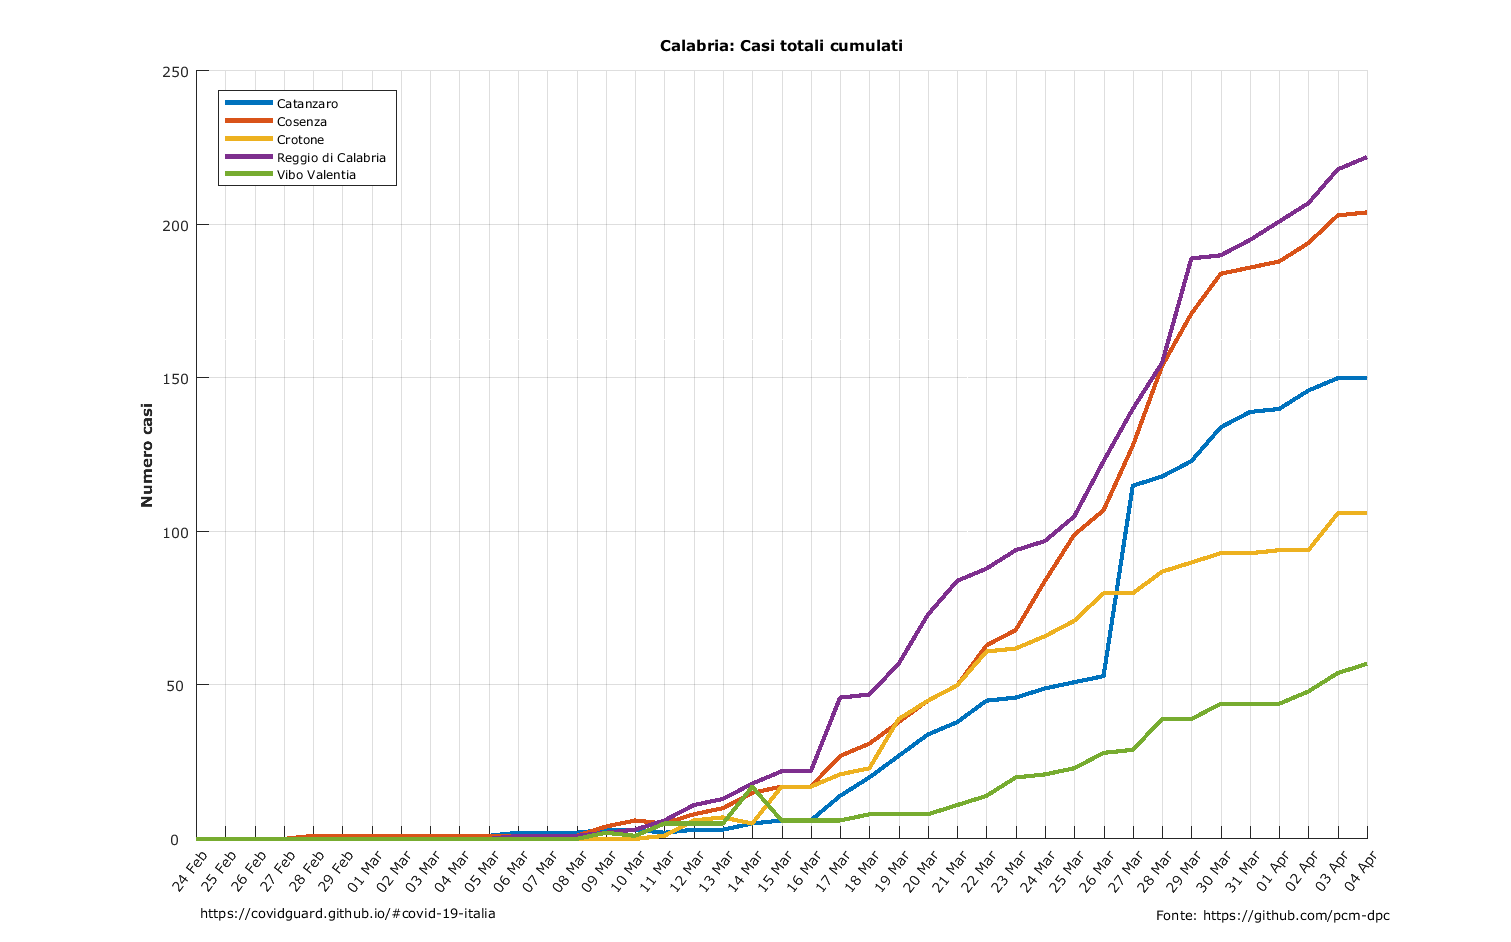 Calabria: Casi totali cumulati
250
200
150
100
50
0
Numero casi
Catanzaro
Cosenza
Crotone
Reggio di Calabria
Vibo Valentia
24 Feb
25 Feb
26 Feb
27 Feb
28 Feb
29 Feb
01 Mar
02 Mar
03 Mar
04 Mar
05 Mar
06 Mar
07 Mar
08 Mar
09 Mar
10 Mar
11 Mar
12 Mar
13 Mar
14 Mar
15 Mar
16 Mar
17 Mar
18 Mar
19 Mar
20 Mar
21 Mar
22 Mar
23 Mar
24 Mar
25 Mar
26 Mar
27 Mar
28 Mar
29 Mar
30 Mar
31 Mar
01 Apr
02 Apr
03 Apr
04 Apr
https://covidguard.github.io/#covid-19-italia
Fonte: https://github.com/pcm-dpc